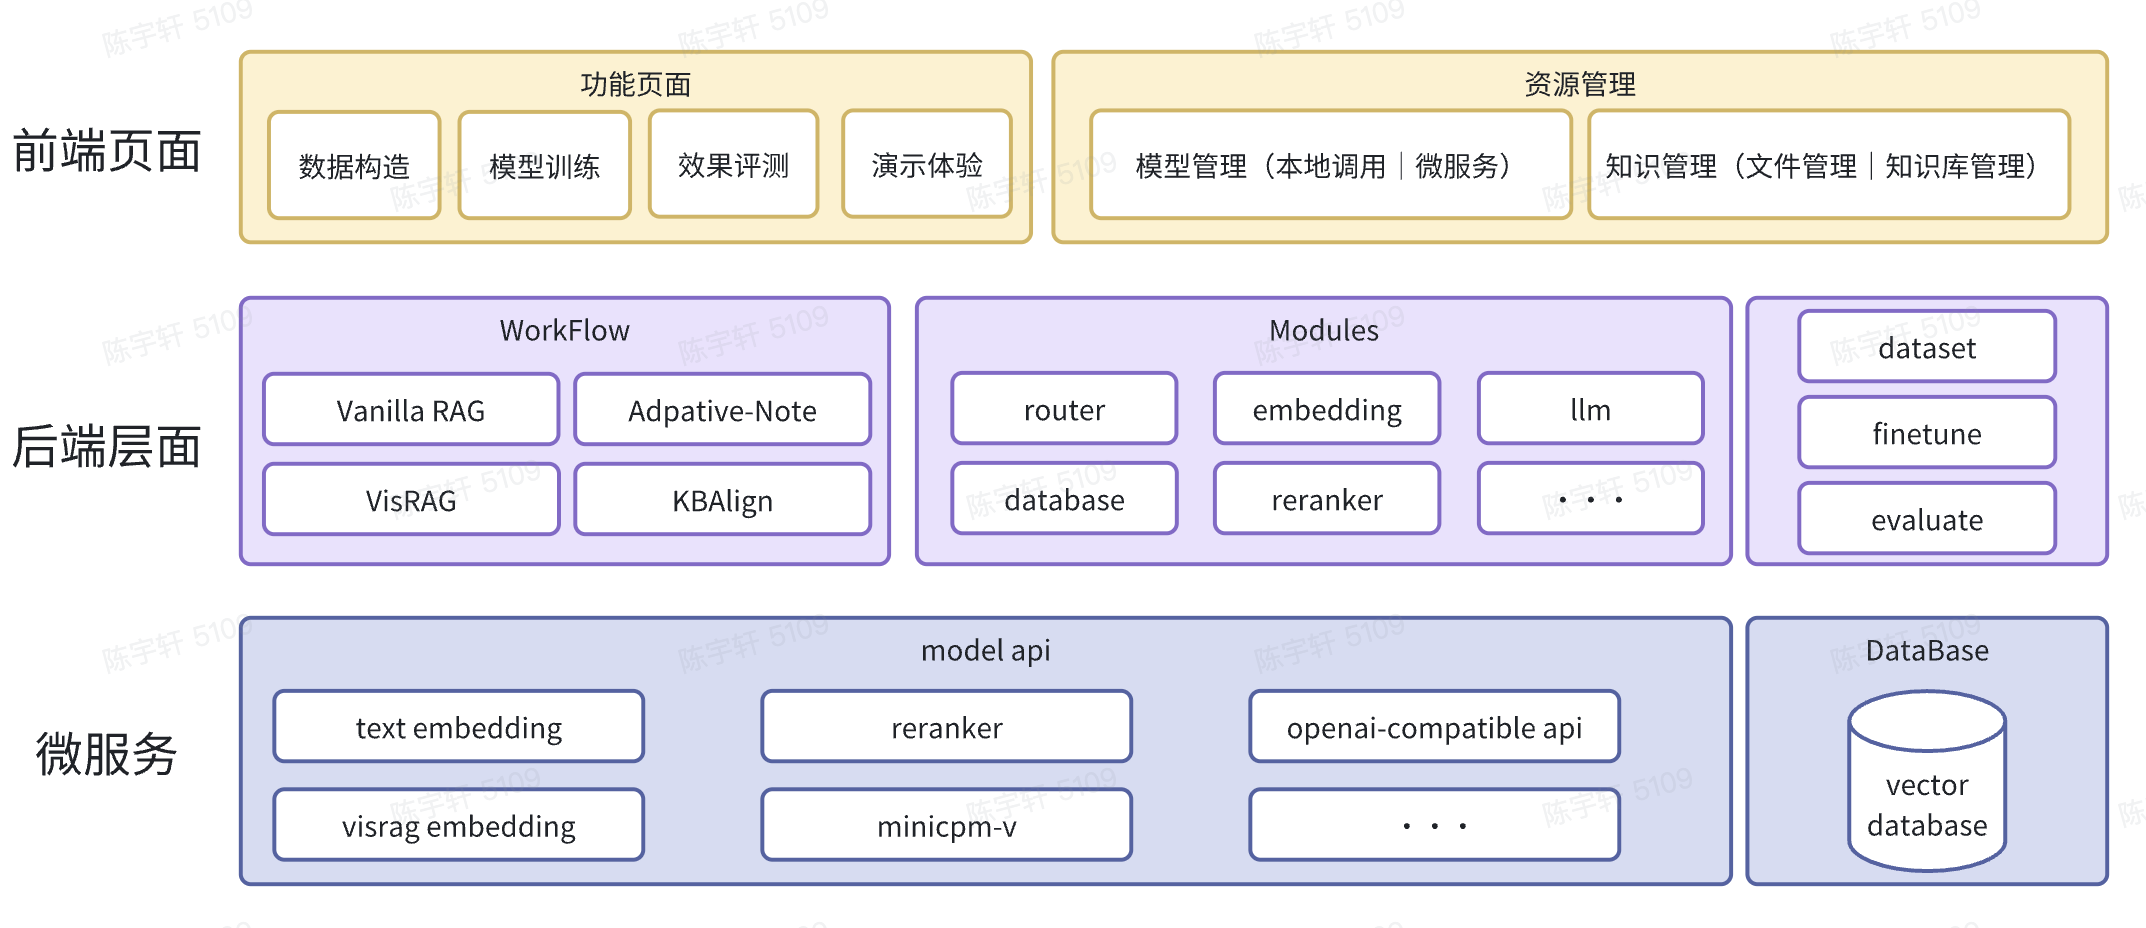 前端页面
功能页面
数据构造
模型训练
效果评测
演示体验
资源管理
模型管理（本地调用｜微服务）
知识管理（文件管理｜知识库管理）
后端层面
WorkFlow
Vanilla RAG
Adpative-Note
VisRAG
KBAlign
Modules
router
embedding
llm
database
reranker
···
dataset
finetune
evaluate
微服务
model api
text embedding
reranker
openai-compatible api
visrag embedding
minicpm-v
···
DataBase
vector
database
陈宇轩 5109